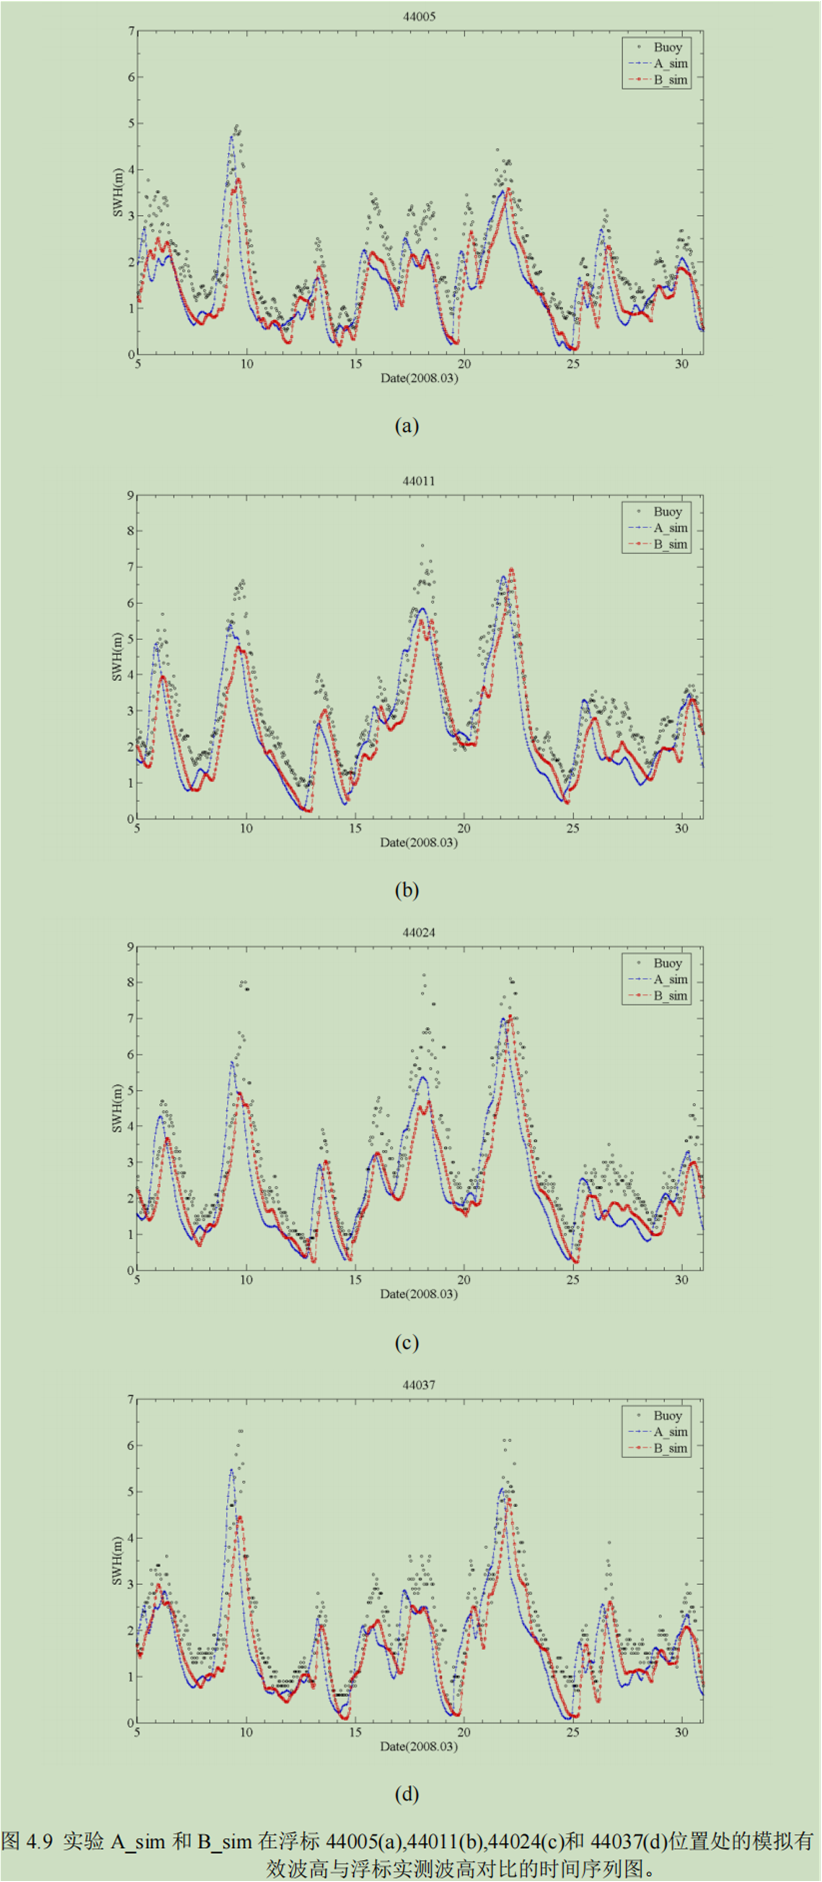 44005
7
6
5
4
3
2
1
0
SWH(m)
Buoy
A_sim
B_sim
5 10 15 20 25 30
Date(2008.03)
(a)
44011
9
8
7
6
5
4
3
2
1
0
SWH(m)
Buoy
A_sim
B_sim
5 10 15 20 25 30
Date(2008.03)
(b)
44024
9
8
7
6
5
4
3
2
1
0
SWH(m)
Buoy
A_sim
B_sim
5 10 15 20 25 30
Date(2008.03)
(c)
44037
7
6
5
4
3
2
1
0
SWH(m)
Buoy
A_sim
B_sim
5 10 15 20 25 30
Date(2008.03)
(d)
图 4.9 实验 A_sim 和 B_sim 在浮标 44005(a),44011(b),44024(c)和 44037(d)位置处的模拟有
效波高与浮标实测波高对比的时间序列图。